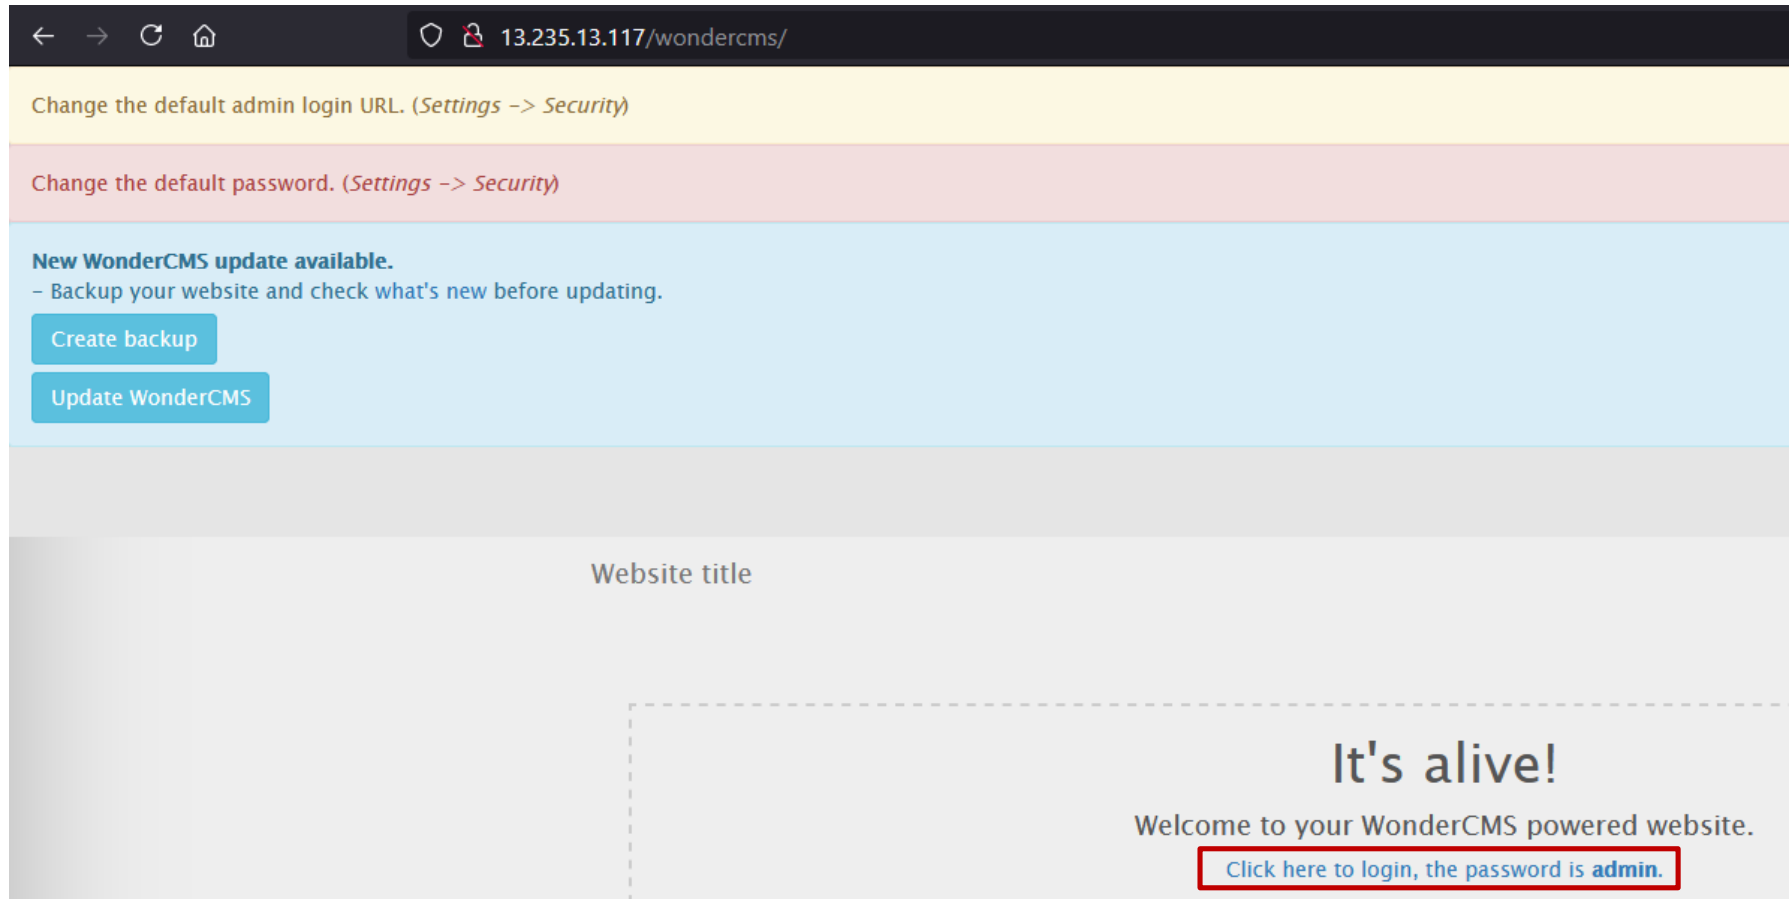 13.235.13.117/wondercms/
Change the default admin login URL. (Settings -> Security)
Change the default password. (Settings -> Security)
New WonderCMS update available.
- Backup your website and check what's new before updating.
Create backup
Update WonderCMS
Website title
It's alive!
Welcome to your WonderCMS powered website.
Click here to login, the password is admin.